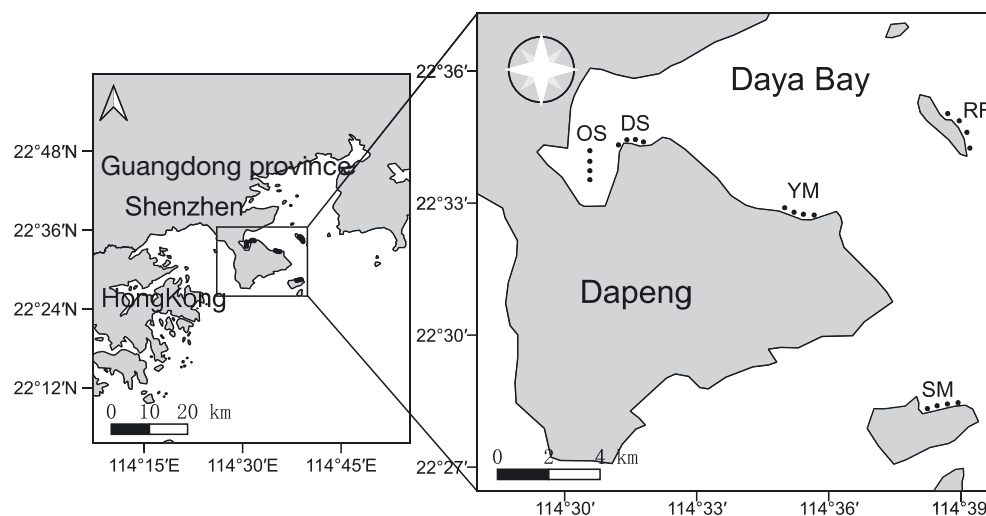 22°48′N
22°36′N
22°24′N
22°12′N
Guangdong province
Shenzhen
HongKong
0 10 20 km
114°15′E 114°30′E 114°45′E
22°36′
22°33′
22°30′
22°27′
Daya Bay
OS
DS
RF
YM
Dapeng
SM
0 2 4 km
114°30′ 114°33′ 114°36′ 114°39